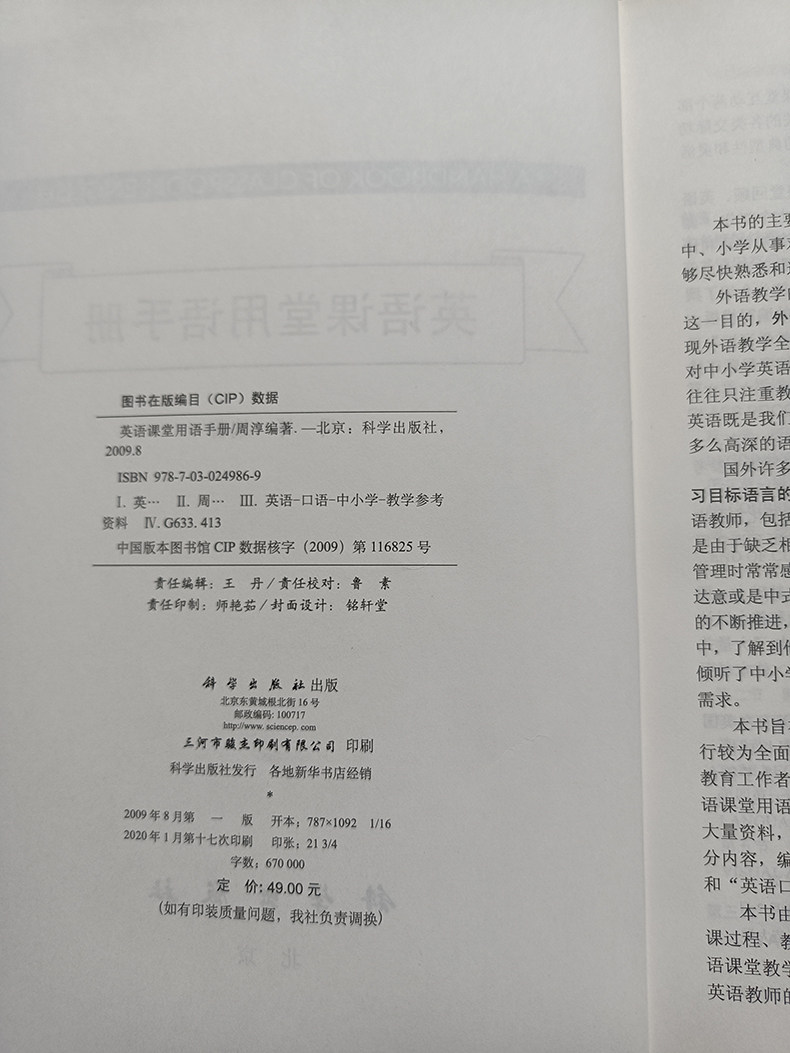 图书在版编目（CIP）数据
英语课堂用语手册/周淳编著.—北京：科学出版社，
2009.8
ISBN 978-7-03-024986-9
Ⅰ. 英… Ⅱ. 周… Ⅲ. 英语-口语-中小学-教学参考
资料 Ⅳ. G633. 413
中国版本图书馆 CIP 数据核字（2009）第 116825 号
责任编辑：王 丹 / 责任校对：鲁 素
责任印制：师艳茹 / 封面设计：铭轩堂
科学出版社 出版
北京东黄城根北街 16 号
邮政编码: 100717
http://www. sciencep. com
三河市骏杰印刷有限公司 印刷
科学出版社发行 各地新华书店经销
*
2009 年 8 月第 一 版 开本：787×1092 1/16
2020 年 1 月第十七次印刷 印张：21 3/4
字数：670 000
定 价: 49.00 元
(如有印装质量问题，我社负责调换)
英语课堂用语手册
科学出版社
北京
本书的主要
中、小学从事
够尽快熟悉和
外语教学
这一目的，外
现外语教学全
对中小学英语
往往只注重教
英语既是我们
多么高深的语
国外许多
习目标语言的
语教师，包括
是由于缺乏相
管理时常常感
达意或是中式
的不断推进，
中，了解到他
倾听了中小学
需求。
本书旨
行较为全面
教育工作者
语课堂用语
大量资料，
分内容，编
和“英语口
本书由
课过程、教
语课堂教学
英语教师的